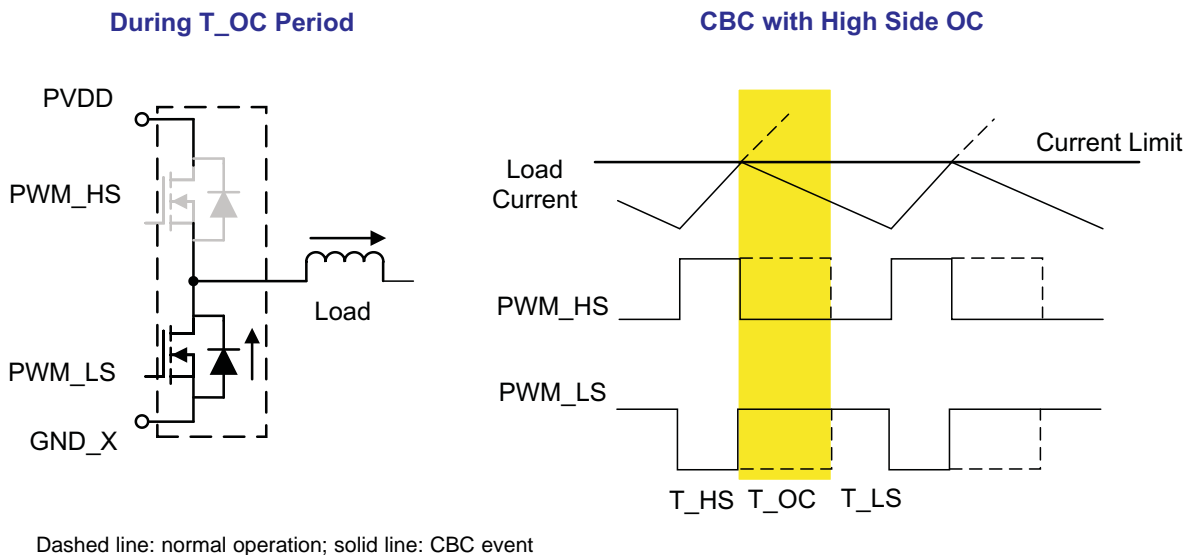 During T_OC Period
PVDD
PWM_HS
Load
PWM_LS
GND_X
CBC with High Side OC
Current Limit
Load
Current
PWM_HS
PWM_LS
T_HS T_OC T_LS
Dashed line: normal operation; solid line: CBC event